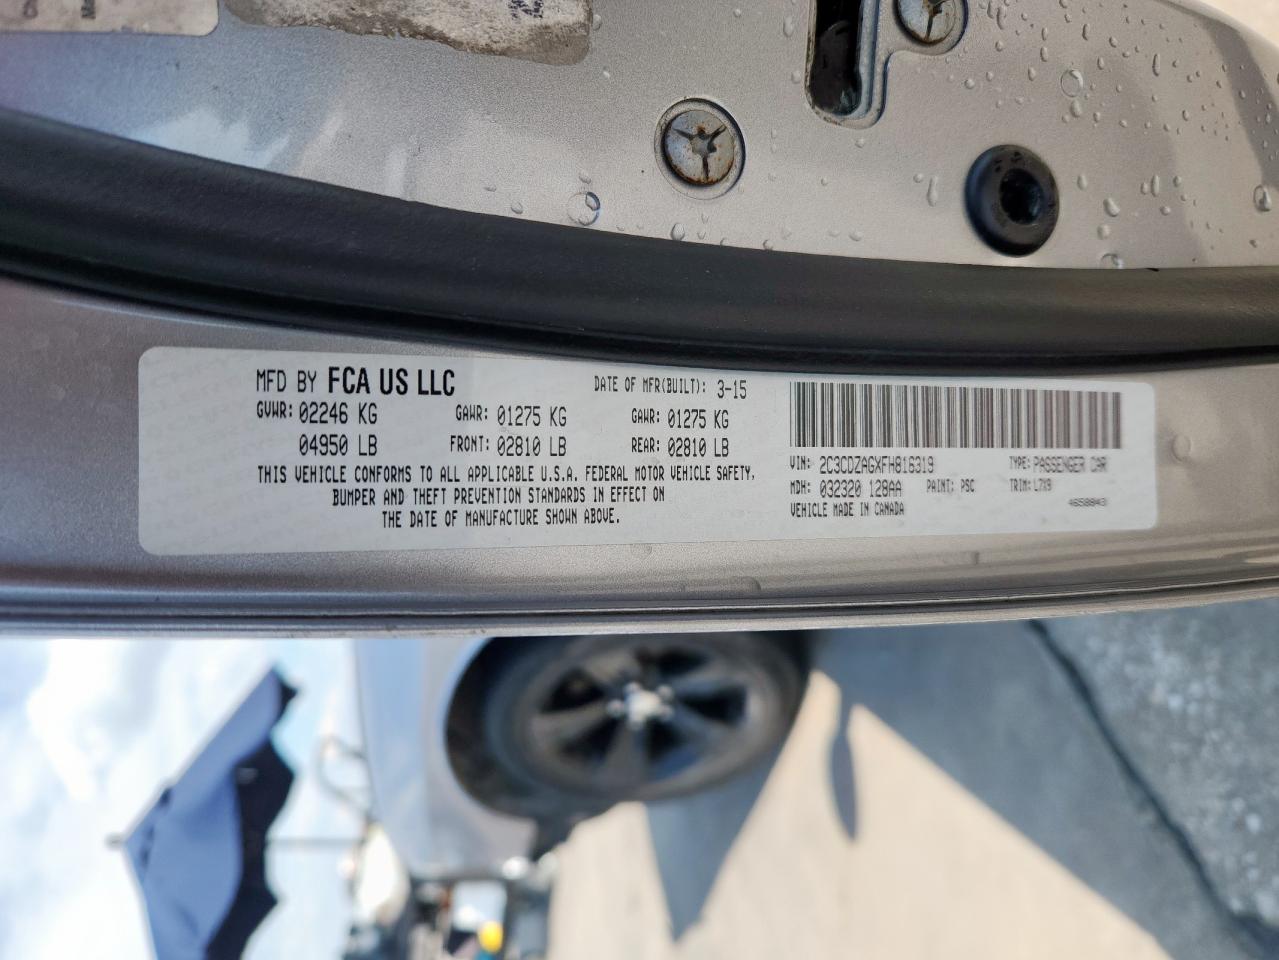 MFD BY FCA US LLC DATE OF MFR(BUILT): 3-15
GVWR: 02246 KG GAWR: 01275 KG GAWR: 01275 KG
04950 LB FRONT: 02810 LB REAR: 02810 LB
THIS VEHICLE CONFORMS TO ALL APPLICABLE U.S.A. FEDERAL MOTOR VEHICLE SAFETY,
BUMPER AND THEFT PREVENTION STANDARDS IN EFFECT ON
THE DATE OF MANUFACTURE SHOWN ABOVE.
VIN: 2C3CDZAGXFH816319 TYPE: PASSENGER CAR
MDH: 032320 128AA PAINT: PSC TRIM: L7X9
VEHICLE MADE IN CANADA 4658843